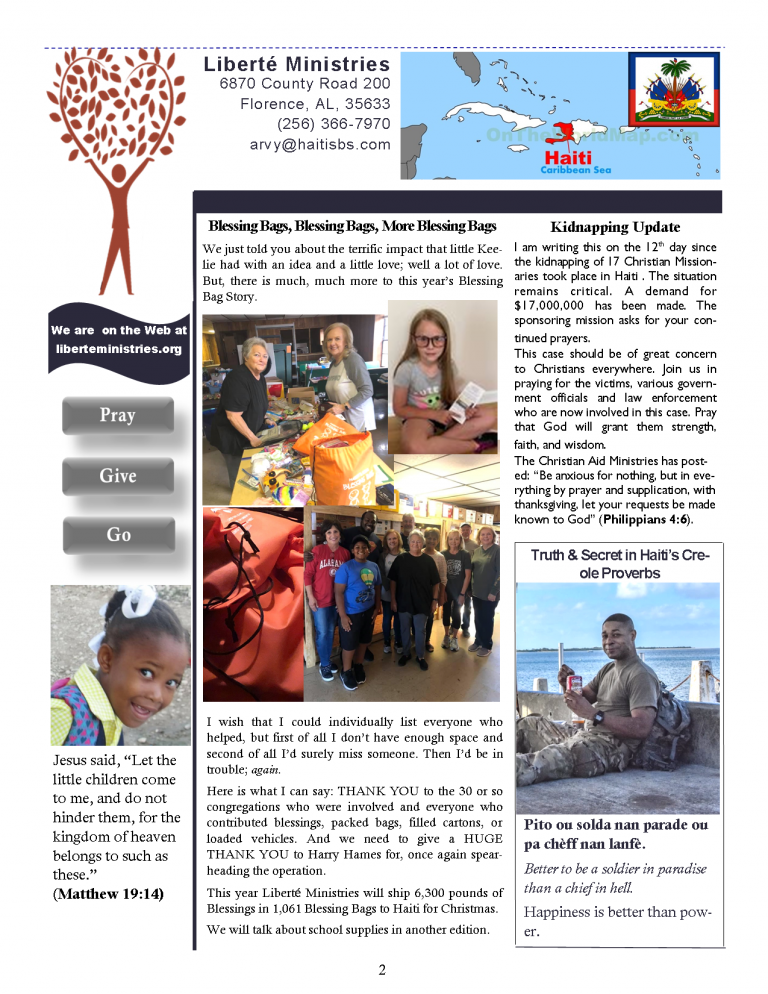 Liberté Ministries
6870 County Road 200
Florence, AL, 35633
(256) 366-7970
arvy@haitisbs.com
OnTheWorldMap.com
Haiti
Caribbean Sea
We are on the Web at
liberteministries.org
Pray
Give
Go
Jesus said, “Let the
little children come
to me, and do not
hinder them, for the
kingdom of heaven
belongs to such as
these.”
(Matthew 19:14)
Blessing Bags, Blessing Bags, More Blessing Bags
We just told you about the terrific impact that little Kee-
lie had with an idea and a little love; well a lot of love.
But, there is much, much more to this year’s Blessing
Bag Story.
ALABAMA
I wish that I could individually list everyone who
helped, but first of all I don’t have enough space and
second of all I’d surely miss someone. Then I’d be in
trouble; again.
Here is what I can say: THANK YOU to the 30 or so
congregations who were involved and everyone who
contributed blessings, packed bags, filled cartons, or
loaded vehicles. And we need to give a HUGE
THANK YOU to Harry Hames for, once again spear-
heading the operation.
This year Liberté Ministries will ship 6,300 pounds of
Blessings in 1,061 Blessing Bags to Haiti for Christmas.
We will talk about school supplies in another edition.
Kidnapping Update
I am writing this on the 12th day since
the kidnapping of 17 Christian Mission-
aries took place in Haiti . The situation
remains critical. A demand for
$17,000,000 has been made. The
sponsoring mission asks for your con-
tinued prayers.
This case should be of great concern
to Christians everywhere. Join us in
praying for the victims, various govern-
ment officials and law enforcement
who are now involved in this case. Pray
that God will grant them strength,
faith, and wisdom.
The Christian Aid Ministries has post-
ed: “Be anxious for nothing, but in eve-
rything by prayer and supplication, with
thanksgiving, let your requests be made
known to God” (Philippians 4:6).
Truth & Secret in Haiti’s Cre-
ole Proverbs
Pito ou solda nan parade ou
pa chèff nan lanfè.
Better to be a soldier in paradise
than a chief in hell.
Happiness is better than pow-
er.
2